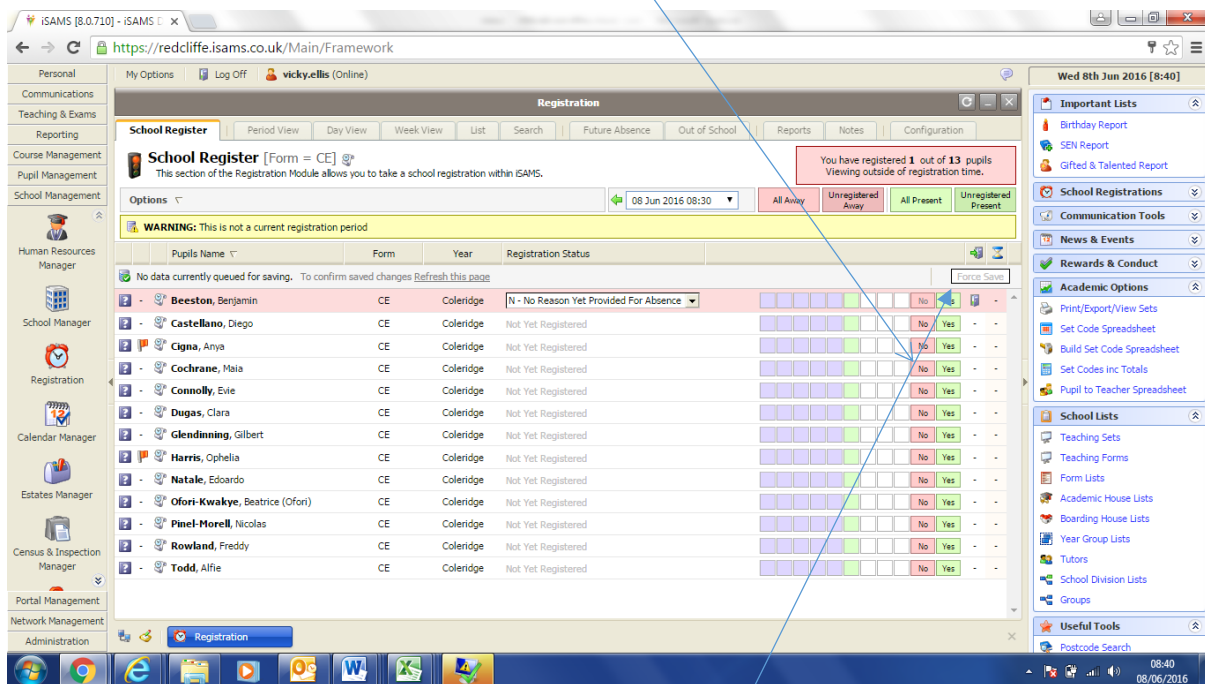 iSAMS [8.0.710] - iSAMS D
https://redcliffe.isams.co.uk/Main/Framework
Personal
Communications
Teaching & Exams
Reporting
Course Management
Pupil Management
School Management
Human Resources
Manager
School Manager
Registration
Calendar Manager
Estates Manager
Census & Inspection
Manager
Portal Management
Network Management
Administration
My Options Log Off vicky.ellis (Online)
Registration
School Register Period View Day View Week View List Search Future Absence Out of School Reports Notes Configuration
School Register [Form = CE]
This section of the Registration Module allows you to take a school registration within iSAMS.
You have registered 1 out of 13 pupils
Viewing outside of registration time.
Options 08 Jun 2016 08:30 All Away Unregistered Away All Present Unregistered Present
WARNING: This is not a current registration period
Pupils Name Form Year Registration Status
No data currently queued for saving. To confirm saved changes Refresh this page Force Save
? - Beeston, Benjamin CE Coleridge N - No Reason Yet Provided For Absence No Yes -
? - Castellano, Diego CE Coleridge Not Yet Registered No Yes - -
? Cigna, Anya CE Coleridge Not Yet Registered No Yes - -
? - Cochrane, Maia CE Coleridge Not Yet Registered No Yes - -
? - Connolly, Evie CE Coleridge Not Yet Registered No Yes - -
? - Dugas, Clara CE Coleridge Not Yet Registered No Yes - -
? - Glendinning, Gilbert CE Coleridge Not Yet Registered No Yes - -
? Harris, Ophelia CE Coleridge Not Yet Registered No Yes - -
? - Natale, Edoardo CE Coleridge Not Yet Registered No Yes - -
? - Ofori-Kwakye, Beatrice (Ofori) CE Coleridge Not Yet Registered No Yes - -
? - Pinel-Morell, Nicolas CE Coleridge Not Yet Registered No Yes - -
? - Rowland, Freddy CE Coleridge Not Yet Registered No Yes - -
? - Todd, Alfie CE Coleridge Not Yet Registered No Yes - -
Registration
Wed 8th Jun 2016 [8:40]
Important Lists
Birthday Report
SEN Report
Gifted & Talented Report
School Registrations
Communication Tools
News & Events
Rewards & Conduct
Academic Options
Print/Export/View Sets
Set Code Spreadsheet
Build Set Code Spreadsheet
Set Codes inc Totals
Pupil to Teacher Spreadsheet
School Lists
Teaching Sets
Teaching Forms
Form Lists
Academic House Lists
Boarding House Lists
Year Group Lists
Tutors
School Division Lists
Groups
Useful Tools
Postcode Search
08:40
08/06/2016